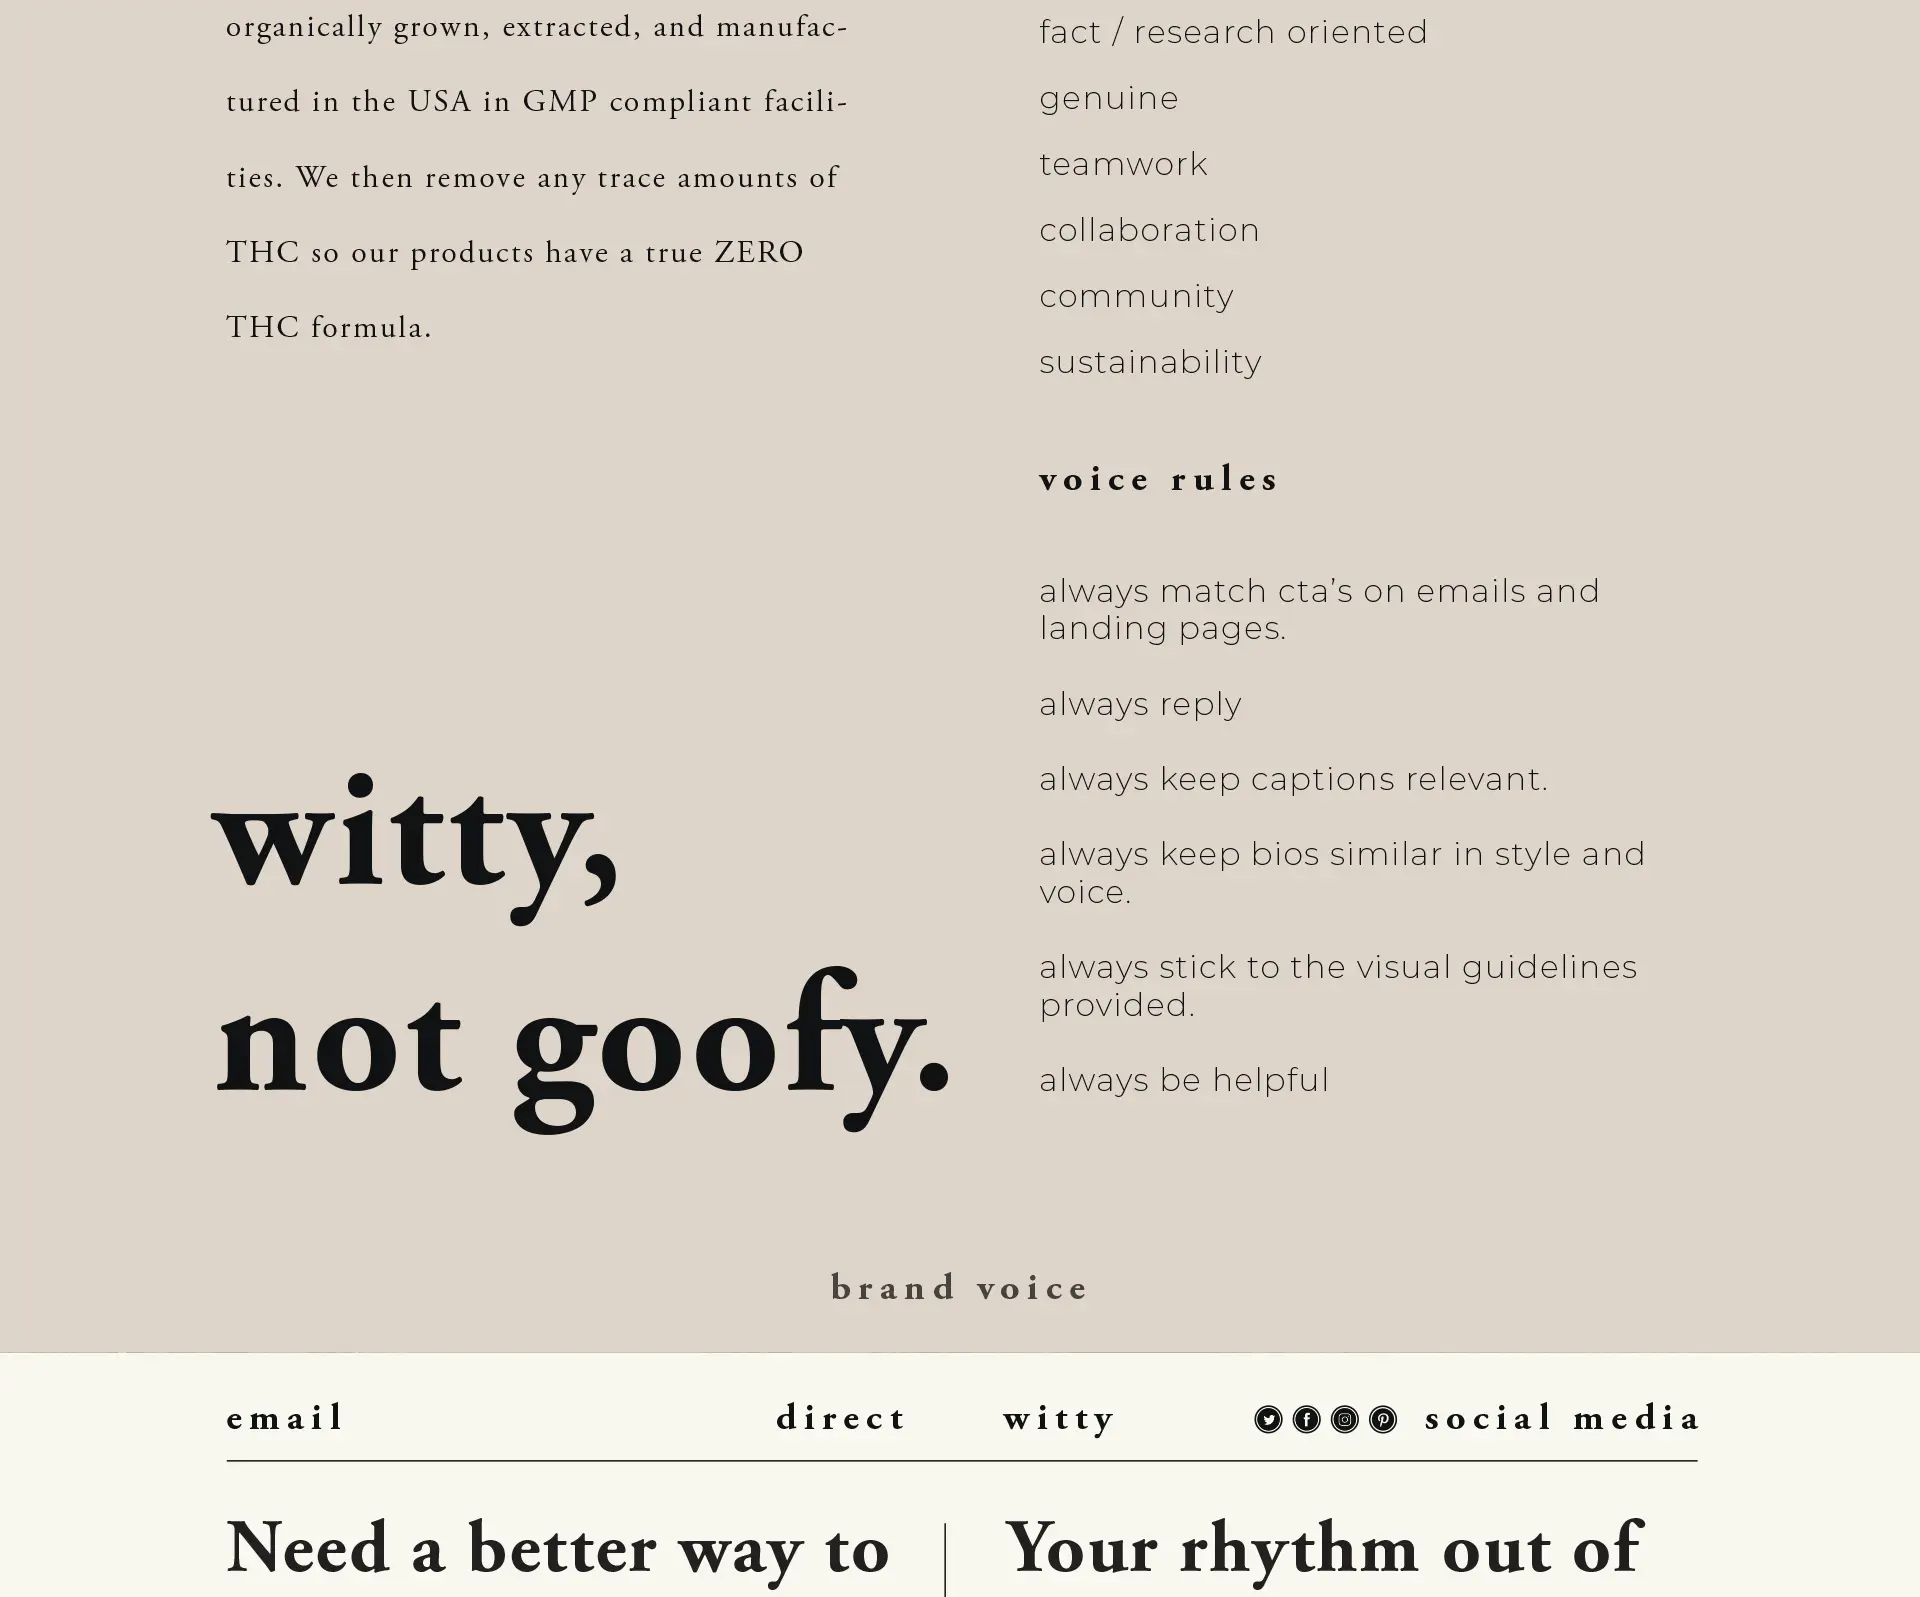 organically grown, extracted, and manufac-
tured in the USA in GMP compliant facili-
ties. We then remove any trace amounts of
THC so our products have a true ZERO
THC formula.
witty,
not goofy.
fact / research oriented
genuine
teamwork
collaboration
community
sustainability
voice rules
always match cta’s on emails and
landing pages.
always reply
always keep captions relevant.
always keep bios similar in style and
voice.
always stick to the visual guidelines
provided.
always be helpful
brand voice
email direct witty social media
Need a better way to
Your rhythm out of